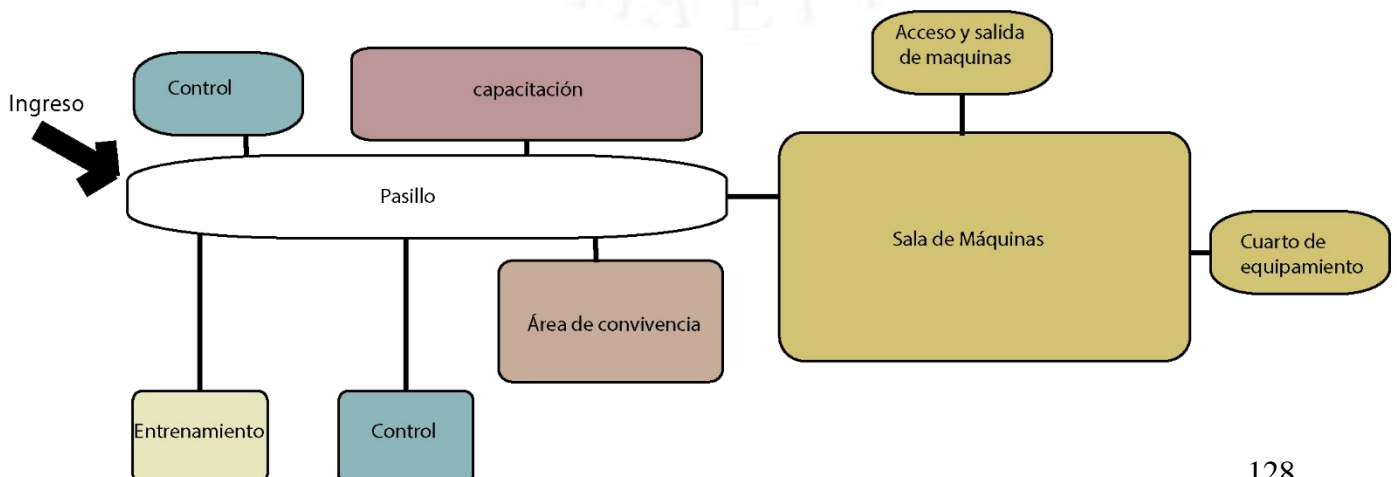 Acceso y salida
de maquinas
Control
capacitación
Ingreso
Pasillo
Sala de Máquinas
Cuarto de
equipamiento
Área de convivencia
Entrenamiento
Control
128